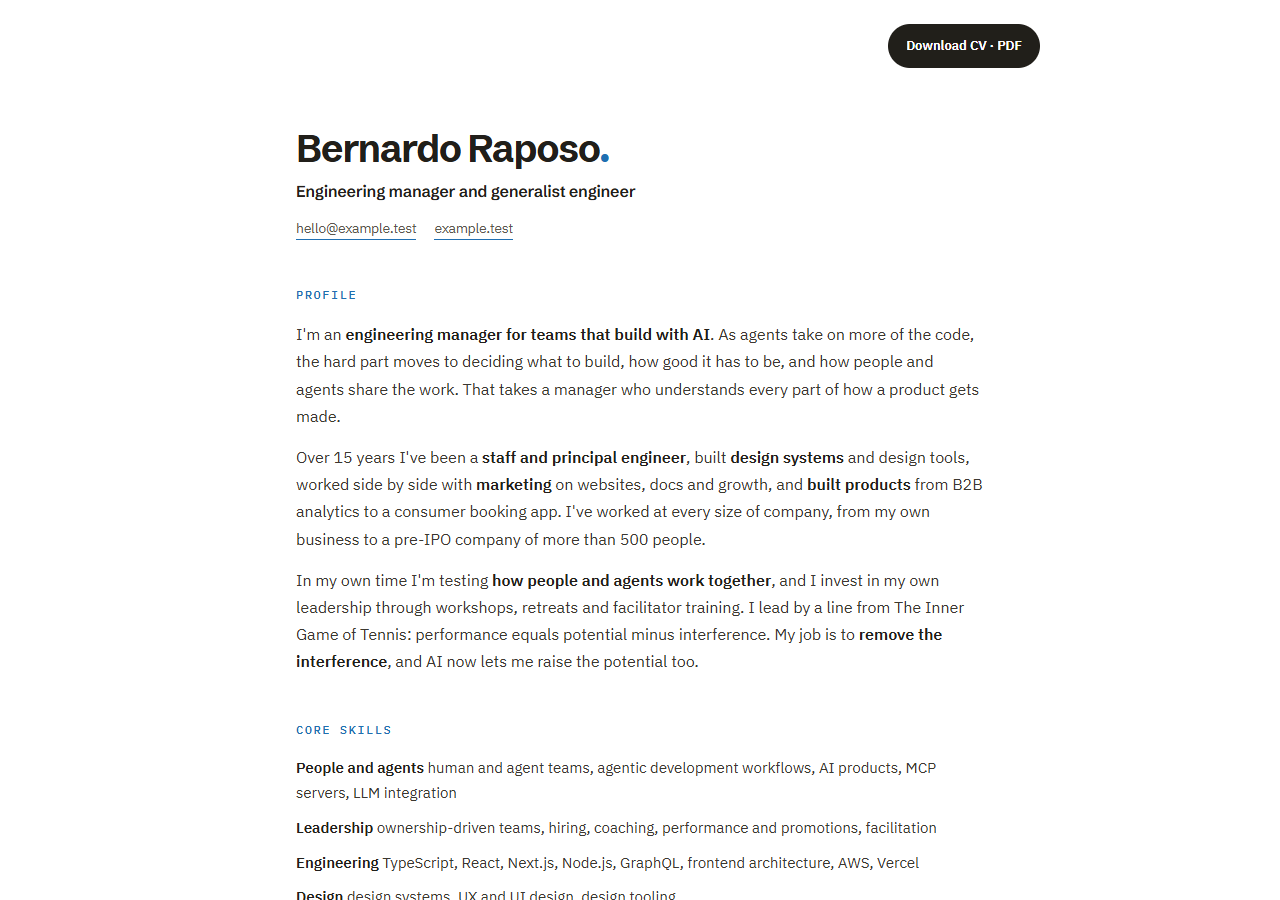 Download CV · PDF
Bernardo Raposo.
Engineering manager and generalist engineer
hello@example.test example.test
PROFILE
I'm an engineering manager for teams that build with AI. As agents take on more of the code,
the hard part moves to deciding what to build, how good it has to be, and how people and
agents share the work. That takes a manager who understands every part of how a product gets
made.
Over 15 years I've been a staff and principal engineer, built design systems and design tools,
worked side by side with marketing on websites, docs and growth, and built products from B2B
analytics to a consumer booking app. I've worked at every size of company, from my own
business to a pre-IPO company of more than 500 people.
In my own time I'm testing how people and agents work together, and I invest in my own
leadership through workshops, retreats and facilitator training. I lead by a line from The Inner
Game of Tennis: performance equals potential minus interference. My job is to remove the
interference, and AI now lets me raise the potential too.
CORE SKILLS
People and agents human and agent teams, agentic development workflows, AI products, MCP
servers, LLM integration
Leadership ownership-driven teams, hiring, coaching, performance and promotions, facilitation
Engineering TypeScript, React, Next.js, Node.js, GraphQL, frontend architecture, AWS, Vercel
Design design systems, UX and UI design, design tooling